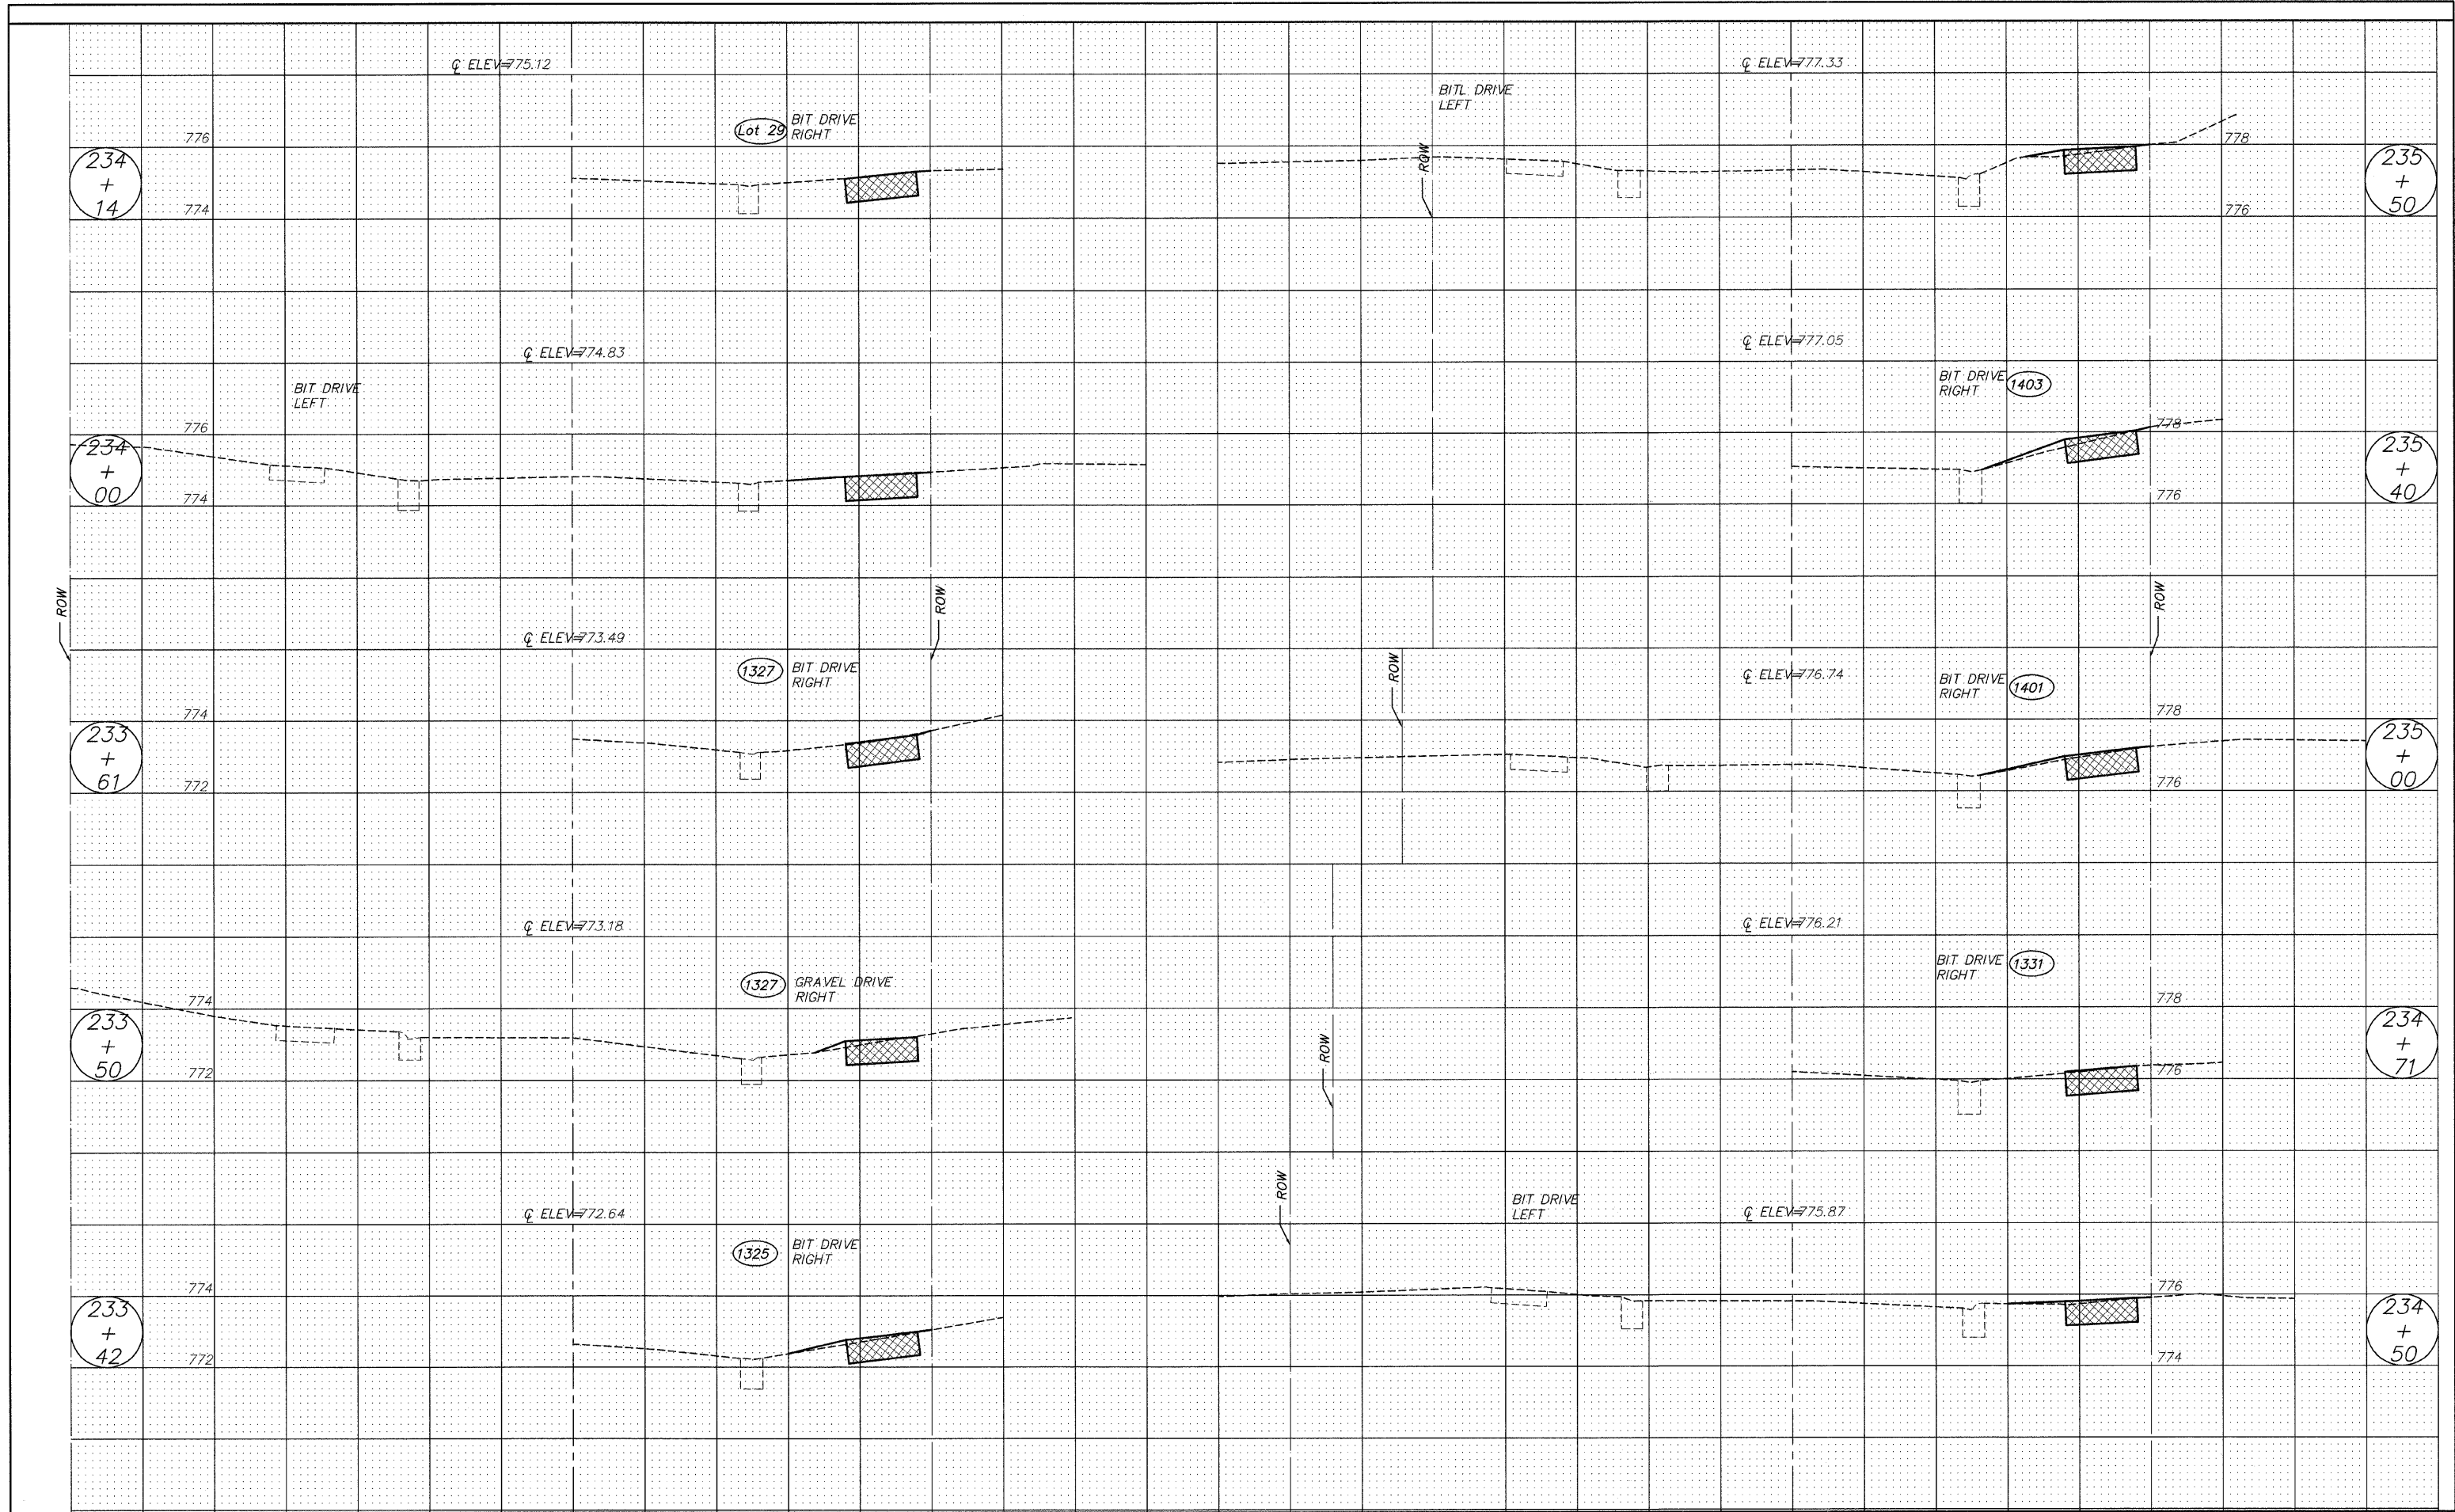 ℄ ELEV=775.12
Lot 29
BIT DRIVE
RIGHT
776
774
234
+
14
℄ ELEV=774.83
BIT DRIVE
LEFT
776
774
234
+
00
ROW
ROW
℄ ELEV=773.49
1327
BIT DRIVE
RIGHT
774
772
233
+
61
℄ ELEV=773.18
1327
GRAVEL DRIVE
RIGHT
774
772
233
+
50
℄ ELEV=772.64
1325
BIT DRIVE
RIGHT
774
772
233
+
42
℄ ELEV=777.33
BITL DRIVE
LEFT
ROW
778
776
235
+
50
℄ ELEV=777.05
BIT DRIVE
RIGHT
1403
778
776
235
+
40
ROW
ROW
℄ ELEV=776.74
BIT DRIVE
RIGHT
1401
778
776
235
+
00
℄ ELEV=776.21
BIT DRIVE
RIGHT
1331
778
776
234
+
71
ROW
ROW
BIT DRIVE
LEFT
℄ ELEV=775.87
776
774
234
+
50